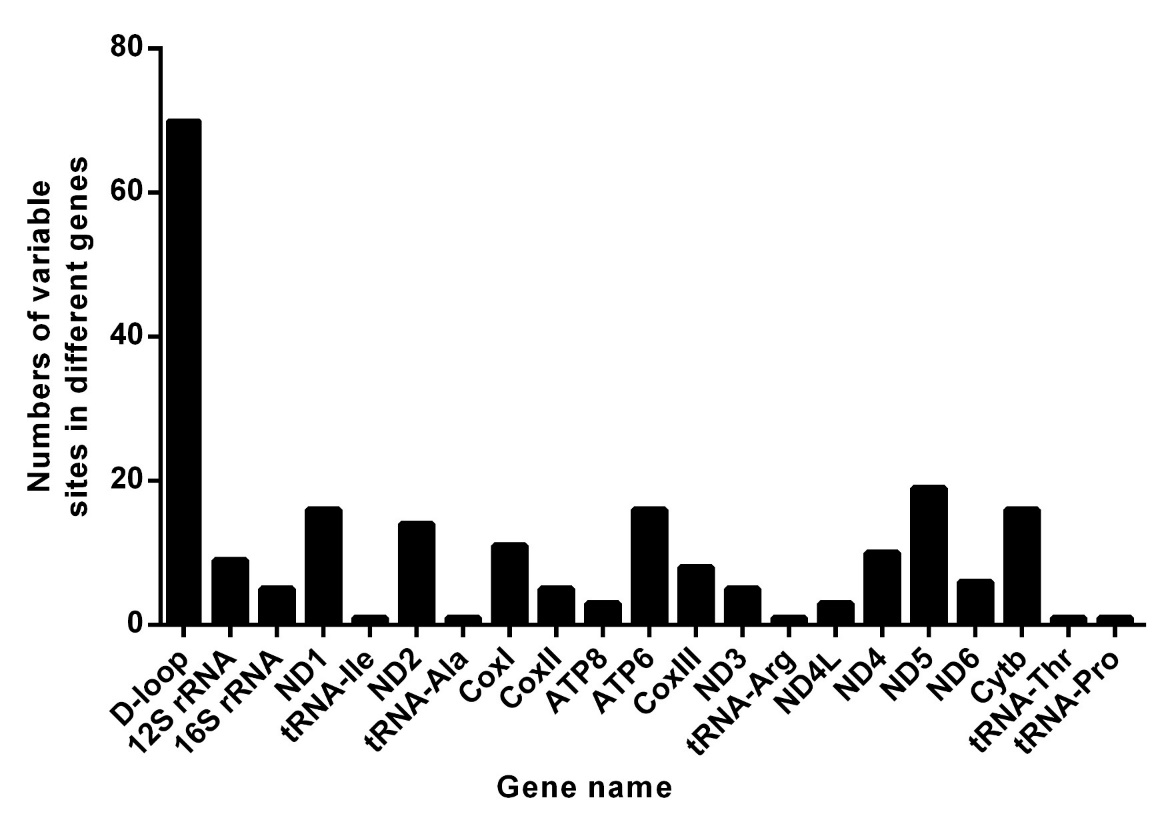 Numbers of variable
sites in different genes
80
60
40
20
0
D-loop
12S rRNA
16S rRNA
ND1
tRNA-Ile
ND2
tRNA-Ala
CoxI
CoxII
ATP8
ATP6
CoxIII
ND3
tRNA-Arg
ND4L
ND4
ND5
ND6
Cytb
tRNA-Thr
tRNA-Pro
Gene name